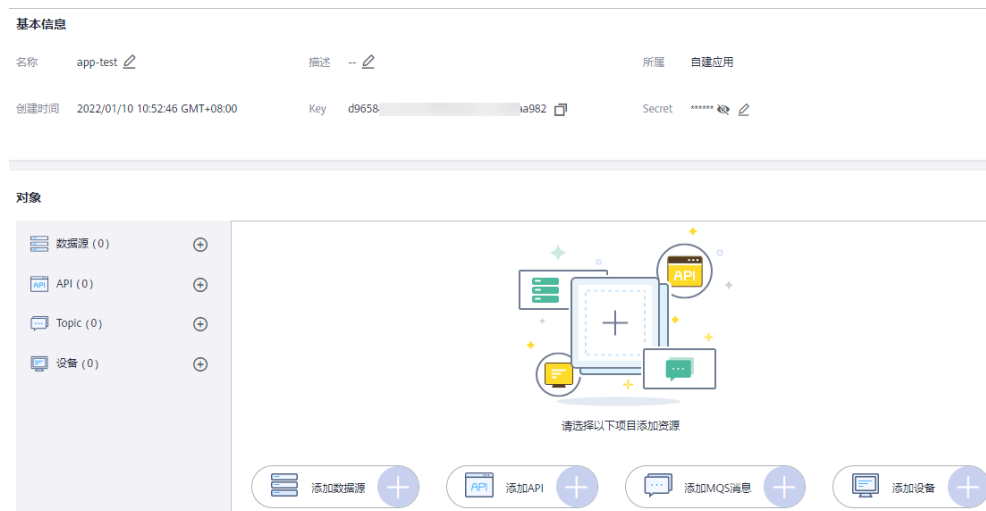 基本信息
名称 app-test 描述 -- 所属 自建应用
创建时间 2022/01/10 10:52:46 GMT+08:00 Key d9658 a982 Secret ******
对象
数据源 (0)
API (0)
Topic (0)
设备 (0)
API
请选择以下项目添加资源
添加数据源 API 添加API 添加MQS消息 添加设备